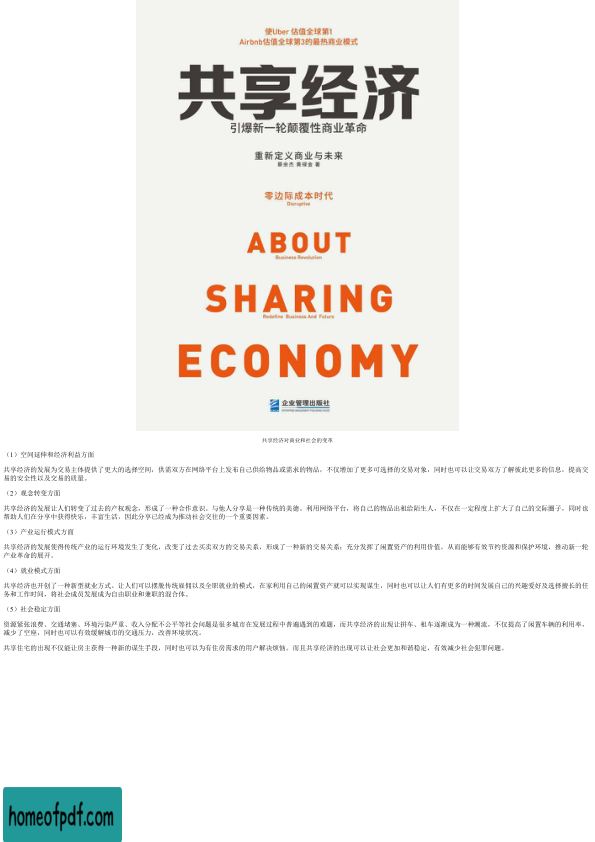 使Uber 估值全球第1
Airbnb估值全球第3的最热商业模式
共享经济
引爆新一轮颠覆性商业革命
重新定义商业与未来
蔡余杰 黄禄金 著
零边际成本时代
Disruptive
ABOUT
Business Revolution
SHARING
Redefine Business And Future
ECONOMY
企业管理出版社
共享经济对商业和社会的变革
（1）空间延伸和经济利益方面
共享经济的发展为交易主体提供了更大的选择空间，供需双方在网络平台上发布自己供给物品或需求的物品，不仅增加了更多可选择的交易对象，同时也可以让交易双方了解彼此更多的信息，提高交
易的安全性以及交易的质量。
（2）观念转变方面
共享经济的发展让人们转变了过去的产权观念，形成了一种合作意识。与他人分享是一种传统的美德。利用网络平台，将自己的物品出租给陌生人，不仅在一定程度上扩大了自己的交际圈子，同时也
帮助人们在分享中获得快乐，丰富生活，因此分享已经成为推动社会交往的一个重要因素。
（3）产业运行模式方面
共享经济的发展使得传统产业的运行环境发生了变化，改变了过去买卖双方的交易关系，形成了一种新的交易关系；充分发挥了闲置资产的利用价值，从而能够有效节约资源和保护环境，推动新一轮
产业革命的展开。
（4）就业模式方面
共享经济也开创了一种新型就业方式。让人们可以摆脱传统雇佣以及全职就业的模式，在家利用自己的闲置资产就可以实现谋生，同时也可以让人们有更多的时间发展自己的兴趣爱好及选择擅长的任
务和工作时间。将社会成员发展成为自由职业和兼职的混合体。
（5）社会稳定方面
资源紧张浪费、交通堵塞、环境污染严重、收入分配不公平等社会问题是很多城市在发展过程中普遍遇到的难题，而共享经济的出现让拼车、租车逐渐成为一种潮流，不仅提高了闲置车辆的利用率，
减少了空座，同时也可以有效缓解城市的交通压力，改善环境状况。
共享住宅的出现不仅能让房主获得一种新的谋生手段，同时也可以为有住房需求的用户解决烦恼。而且共享经济的出现可以让社会更加和谐稳定，有效减少社会犯罪问题。
homeofpdf.com